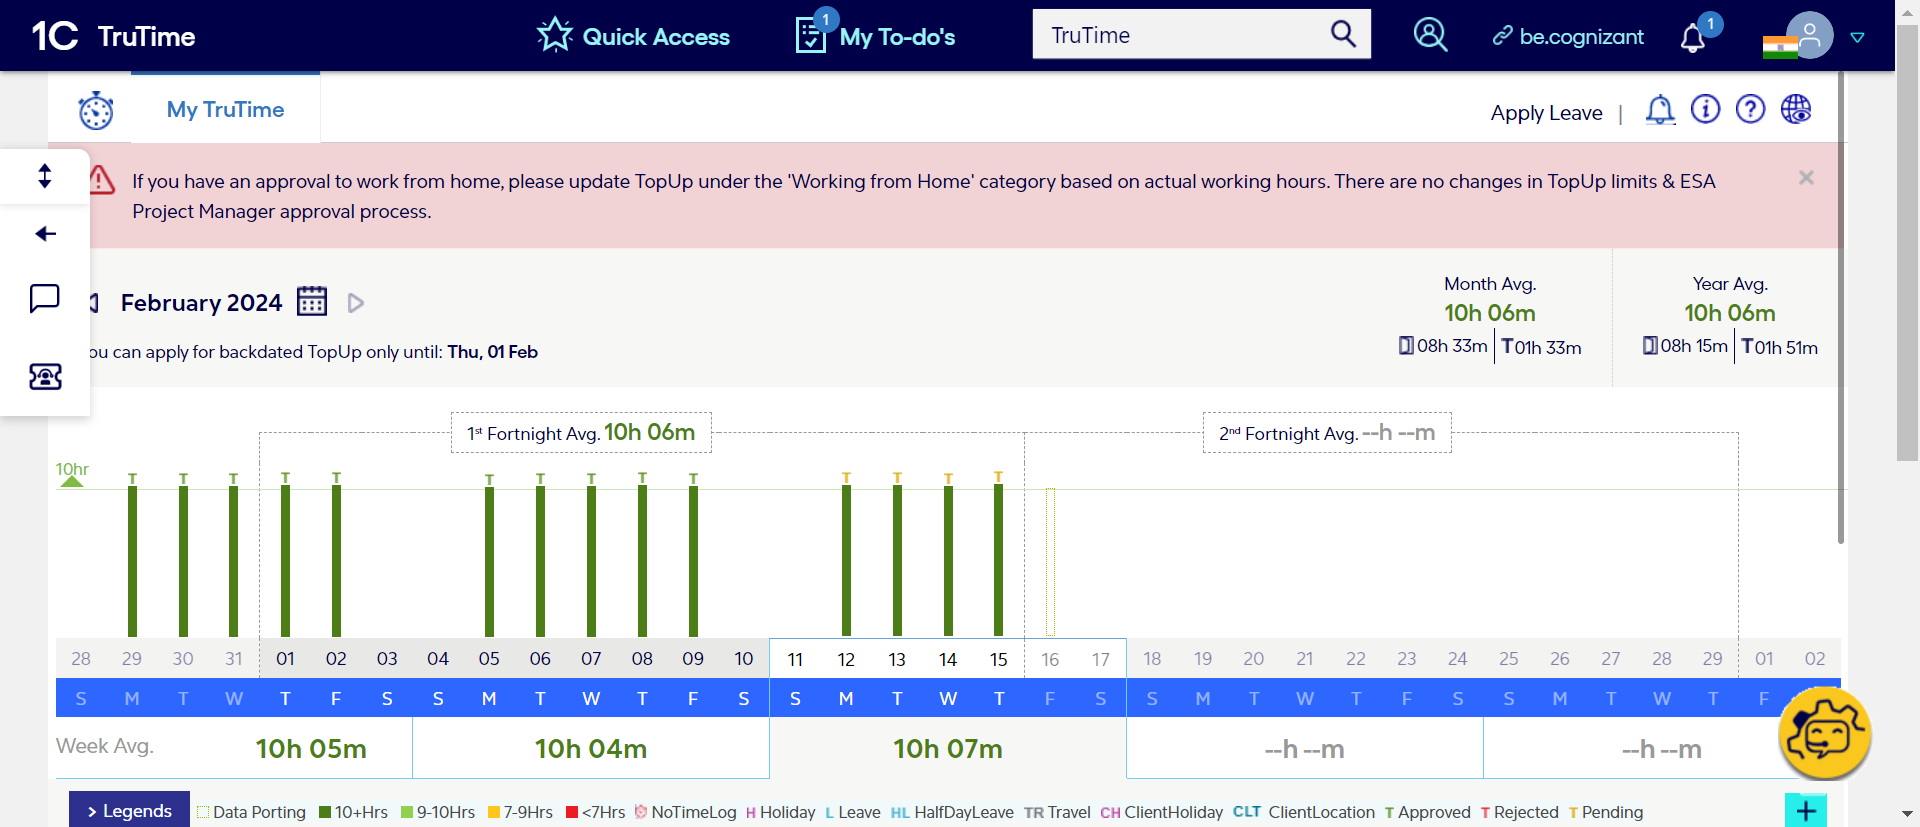 1C TruTime
Quick Access
1
My To-do's
TruTime
be.cognizant
1
My TruTime
Apply Leave |
If you have an approval to work from home, please update TopUp under the 'Working from Home' category based on actual working hours. There are no changes in TopUp limits & ESA
Project Manager approval process.
×
February 2024
ou can apply for backdated TopUp only until: Thu, 01 Feb
Month Avg.
10h 06m
08h 33m T 01h 33m
Year Avg.
10h 06m
08h 15m T 01h 51m
1st Fortnight Avg. 10h 06m
2nd Fortnight Avg. --h --m
10hr
T T T T T T T T T T T T T T
28 29 30 31 01 02 03 04 05 06 07 08 09 10 11 12 13 14 15 16 17 18 19 20 21 22 23 24 25 26 27 28 29 01 02
S M T W T F S S M T W T F S S M T W T F S S M T W T F S S M T W T F
Week Avg. 10h 05m 10h 04m 10h 07m --h --m --h --m
> Legends Data Porting 10+Hrs 9-10Hrs 7-9Hrs <7Hrs NoTimeLog H Holiday L Leave HL HalfDayLeave TR Travel CH ClientHoliday CLT ClientLocation T Approved T Rejected T Pending +